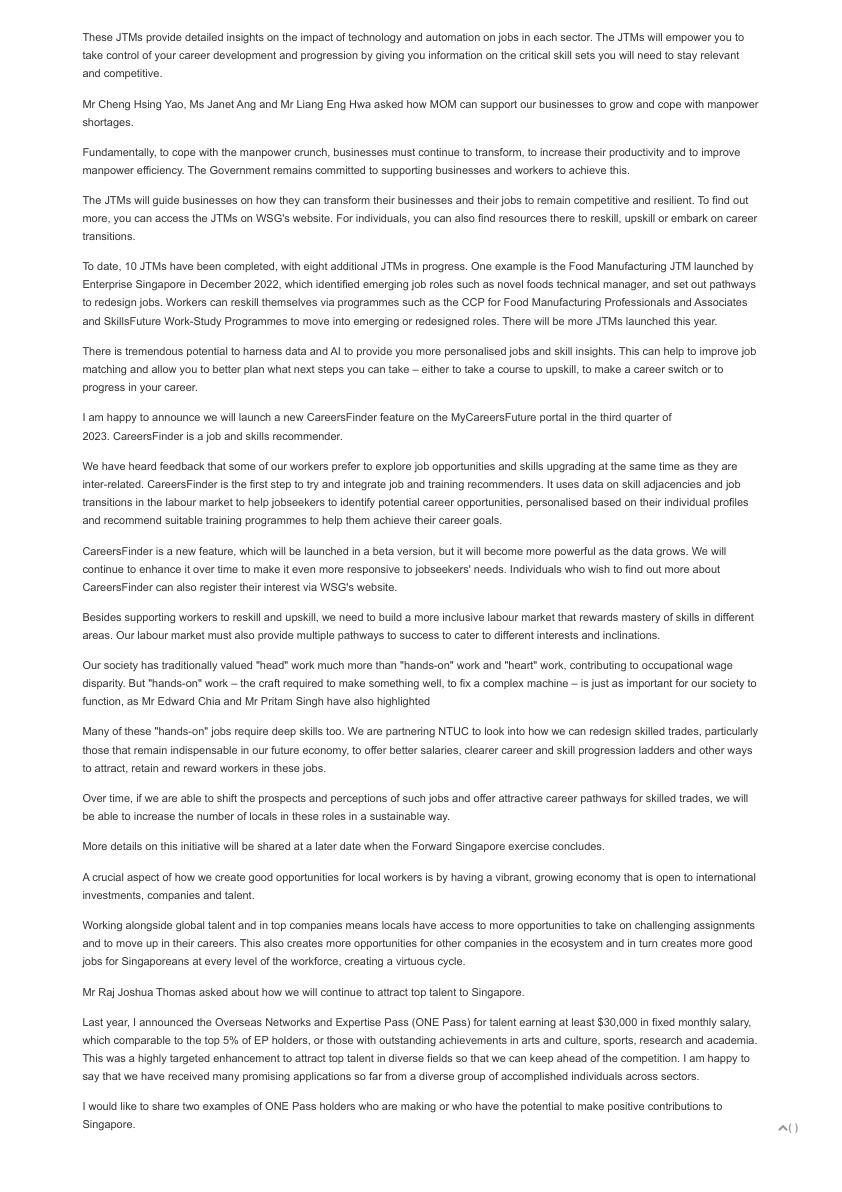 These JTMs provide detailed insights on the impact of technology and automation on jobs in each sector. The JTMs will empower you to
take control of your career development and progression by giving you information on the critical skill sets you will need to stay relevant
and competitive.
Mr Cheng Hsing Yao, Ms Janet Ang and Mr Liang Eng Hwa asked how MOM can support our businesses to grow and cope with manpower
shortages.
Fundamentally, to cope with the manpower crunch, businesses must continue to transform, to increase their productivity and to improve
manpower efficiency. The Government remains committed to supporting businesses and workers to achieve this.
The JTMs will guide businesses on how they can transform their businesses and their jobs to remain competitive and resilient. To find out
more, you can access the JTMs on WSG's website. For individuals, you can also find resources there to reskill, upskill or embark on career
transitions.
To date, 10 JTMs have been completed, with eight additional JTMs in progress. One example is the Food Manufacturing JTM launched by
Enterprise Singapore in December 2022, which identified emerging job roles such as novel foods technical manager, and set out pathways
to redesign jobs. Workers can reskill themselves via programmes such as the CCP for Food Manufacturing Professionals and Associates
and SkillsFuture Work-Study Programmes to move into emerging or redesigned roles. There will be more JTMs launched this year.
There is tremendous potential to harness data and AI to provide you more personalised jobs and skill insights. This can help to improve job
matching and allow you to better plan what next steps you can take – either to take a course to upskill, to make a career switch or to
progress in your career.
I am happy to announce we will launch a new CareersFinder feature on the MyCareersFuture portal in the third quarter of
2023. CareersFinder is a job and skills recommender.
We have heard feedback that some of our workers prefer to explore job opportunities and skills upgrading at the same time as they are
inter-related. CareersFinder is the first step to try and integrate job and training recommenders. It uses data on skill adjacencies and job
transitions in the labour market to help jobseekers to identify potential career opportunities, personalised based on their individual profiles
and recommend suitable training programmes to help them achieve their career goals.
CareersFinder is a new feature, which will be launched in a beta version, but it will become more powerful as the data grows. We will
continue to enhance it over time to make it even more responsive to jobseekers' needs. Individuals who wish to find out more about
CareersFinder can also register their interest via WSG's website.
Besides supporting workers to reskill and upskill, we need to build a more inclusive labour market that rewards mastery of skills in different
areas. Our labour market must also provide multiple pathways to success to cater to different interests and inclinations.
Our society has traditionally valued "head" work much more than "hands-on" work and "heart" work, contributing to occupational wage
disparity. But "hands-on" work – the craft required to make something well, to fix a complex machine – is just as important for our society to
function, as Mr Edward Chia and Mr Pritam Singh have also highlighted
Many of these "hands-on" jobs require deep skills too. We are partnering NTUC to look into how we can redesign skilled trades, particularly
those that remain indispensable in our future economy, to offer better salaries, clearer career and skill progression ladders and other ways
to attract, retain and reward workers in these jobs.
Over time, if we are able to shift the prospects and perceptions of such jobs and offer attractive career pathways for skilled trades, we will
be able to increase the number of locals in these roles in a sustainable way.
More details on this initiative will be shared at a later date when the Forward Singapore exercise concludes.
A crucial aspect of how we create good opportunities for local workers is by having a vibrant, growing economy that is open to international
investments, companies and talent.
Working alongside global talent and in top companies means locals have access to more opportunities to take on challenging assignments
and to move up in their careers. This also creates more opportunities for other companies in the ecosystem and in turn creates more good
jobs for Singaporeans at every level of the workforce, creating a virtuous cycle.
Mr Raj Joshua Thomas asked about how we will continue to attract top talent to Singapore.
Last year, I announced the Overseas Networks and Expertise Pass (ONE Pass) for talent earning at least $30,000 in fixed monthly salary,
which comparable to the top 5% of EP holders, or those with outstanding achievements in arts and culture, sports, research and academia.
This was a highly targeted enhancement to attract top talent in diverse fields so that we can keep ahead of the competition. I am happy to
say that we have received many promising applications so far from a diverse group of accomplished individuals across sectors.
I would like to share two examples of ONE Pass holders who are making or who have the potential to make positive contributions to
Singapore.
( )